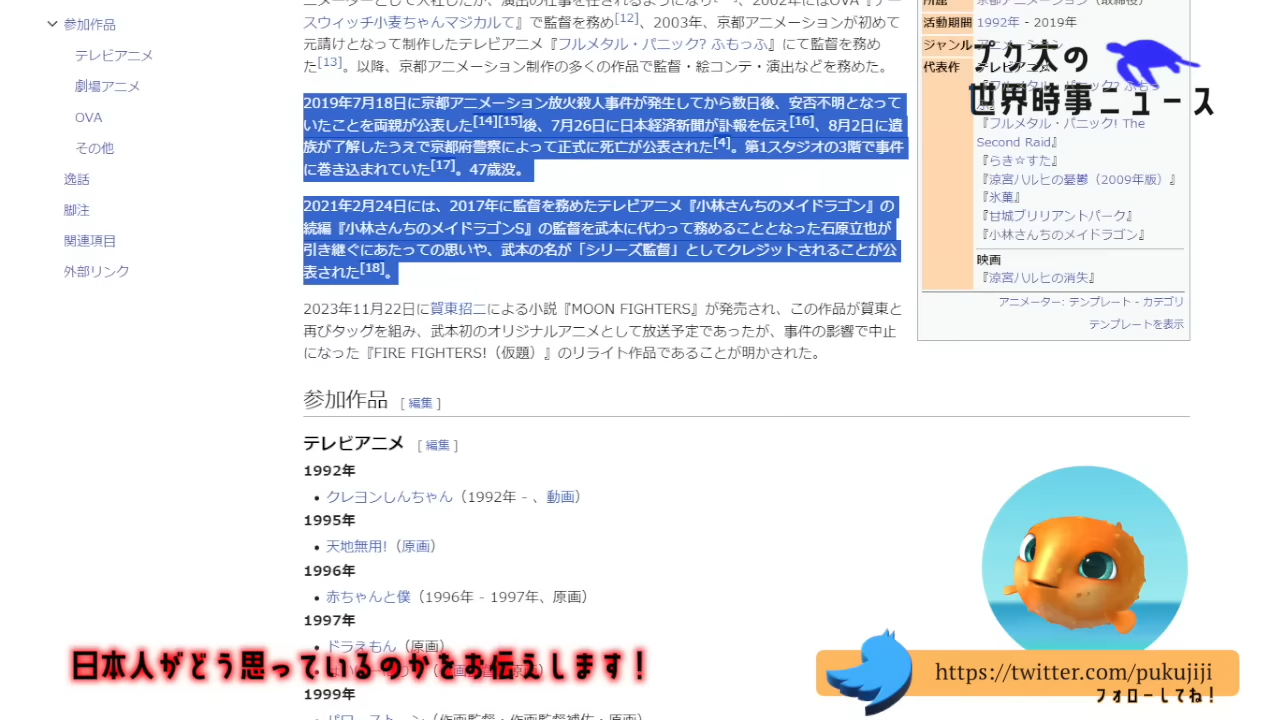 参加作品
テレビアニメ
劇場アニメ
OVA
その他
逸話
脚注
関連項目
外部リンク
スウィッチ小麦ちゃんマジカルて』で監督を務め[12]、2003年、京都アニメーションが初めて
元請けとなって制作したテレビアニメ『フルメタル・パニック? ふもっふ』にて監督を務め
た[13]。以降、京都アニメーション制作の多くの作品で監督・絵コンテ・演出などを務めた。
2019年7月18日に京都アニメーション放火殺人事件が発生してから数日後、安否不明となって
いたことを両親が公表した[14][15]後、7月26日に日本経済新聞が訃報を伝え[16]、8月2日に遺
族が了解したうえで京都府警察によって正式に死亡が公表された[4]。第1スタジオの3階で事件
に巻き込まれていた[17]。47歳没。
2021年2月24日には、2017年に監督を務めたテレビアニメ『小林さんちのメイドラゴン』の
続編『小林さんちのメイドラゴンS』の監督を武本に代わって務めることとなった石原立也が
引き継ぐにあたっての思いや、武本の名が「シリーズ監督」としてクレジットされることが公
表された[18]。
2023年11月22日に賀東招二による小説『MOON FIGHTERS』が発売され、この作品が賀東と
再びタッグを組み、武本初のオリジナルアニメとして放送予定であったが、事件の影響で中止
になった『FIRE FIGHTERS!（仮題）』のリライト作品であることが明かされた。
参加作品 [ 編集 ]
テレビアニメ [ 編集 ]
1992年
クレヨンしんちゃん（1992年 - 、動画）
1995年
天地無用!（原画）
1996年
赤ちゃんと僕（1996年 - 1997年、原画）
1997年
ドラえもん（原画）
1999年
活動期間 1992年 - 2019年
ジャンル アニメーション
代表作 テレビアニメ
『フルメタル・パニック? ふもっ
『フルメタル・パニック! The
Second Raid』
『らき☆すた』
『涼宮ハルヒの憂鬱（2009年版）』
『氷菓』
『甘城ブリリアントパーク』
『小林さんちのメイドラゴン』
映画
『涼宮ハルヒの消失』
アニメーター: テンプレート - カテゴリ
テンプレートを表示
プク太の
世界時事ニュース
日本人がどう思っているのかをお伝えします！
https://twitter.com/pukujiji
フォローしてね！